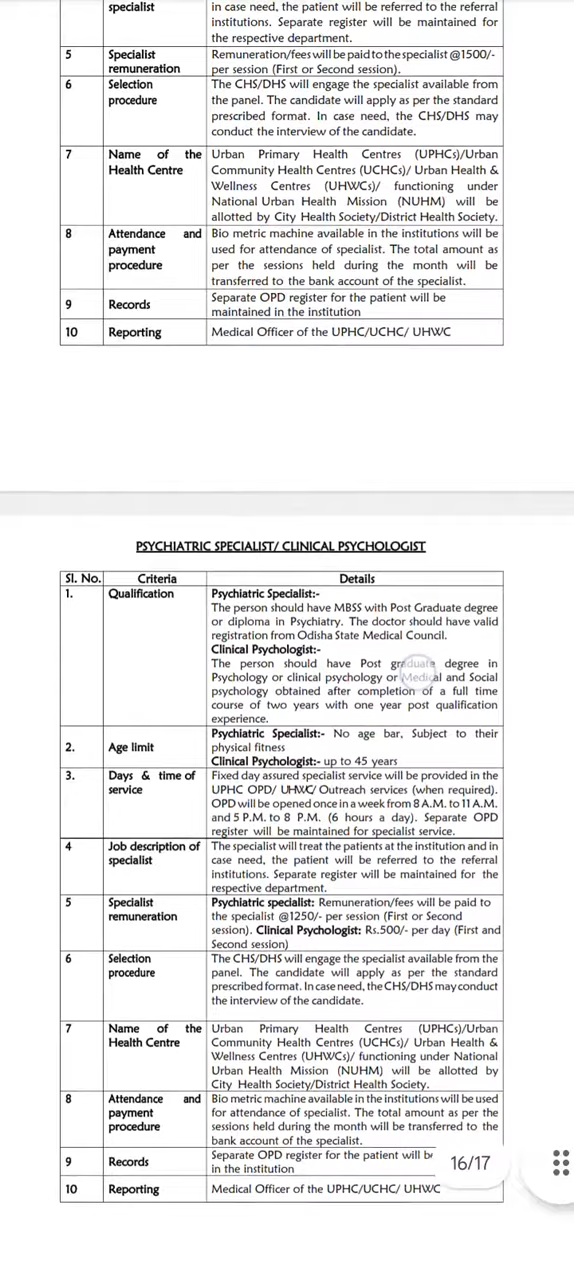 specialist in case need, the patient will be referred to the referral
institutions. Separate register will be maintained for
the respective department.
5 Specialist Remuneration/fees will be paid to the specialist @1500/-
remuneration per session (First or Second session).
6 Selection The CHS/DHS will engage the specialist available from
procedure the panel. The candidate will apply as per the standard
prescribed format. In case need, the CHS/DHS may
conduct the interview of the candidate.
7 Name of the Urban Primary Health Centres (UPHCs)/Urban
Health Centre Community Health Centres (UCHCs)/ Urban Health &
Wellness Centres (UHWCs)/ functioning under
National Urban Health Mission (NUHM) will be
allotted by City Health Society/District Health Society.
8 Attendance and Bio metric machine available in the institutions will be
payment used for attendance of specialist. The total amount as
procedure per the sessions held during the month will be
transferred to the bank account of the specialist.
9 Records Separate OPD register for the patient will be
maintained in the institution
10 Reporting Medical Officer of the UPHC/UCHC/ UHWC
PSYCHIATRIC SPECIALIST/ CLINICAL PSYCHOLOGIST
Sl. No. Criteria Details
1. Qualification Psychiatric Specialist:-
The person should have MBSS with Post Graduate degree
or diploma in Psychiatry. The doctor should have valid
registration from Odisha State Medical Council.
Clinical Psychologist:-
The person should have Post graduate degree in
Psychology or clinical psychology or Medical and Social
psychology obtained after completion of a full time
course of two years with one year post qualification
experience.
2. Age limit Psychiatric Specialist:- No age bar, Subject to their
physical fitness
Clinical Psychologist:- up to 45 years
3. Days & time of Fixed day assured specialist service will be provided in the
service UPHC OPD/ UHWC/ Outreach services (when required).
OPD will be opened once in a week from 8 A.M. to 11 A.M.
and 5 P.M. to 8 P.M. (6 hours a day). Separate OPD
register will be maintained for specialist service.
4 Job description of The specialist will treat the patients at the institution and in
specialist case need, the patient will be referred to the referral
institutions. Separate register will be maintained for the
respective department.
5 Specialist Psychiatric specialist: Remuneration/fees will be paid to
remuneration the specialist @1250/- per session (First or Second
session). Clinical Psychologist: Rs.500/- per day (First and
Second session)
6 Selection The CHS/DHS will engage the specialist available from the
procedure panel. The candidate will apply as per the standard
prescribed format. In case need, the CHS/DHS may conduct
the interview of the candidate.
7 Name of the Urban Primary Health Centres (UPHCs)/Urban
Health Centre Community Health Centres (UCHCs)/ Urban Health &
Wellness Centres (UHWCs)/ functioning under National
Urban Health Mission (NUHM) will be allotted by
City Health Society/District Health Society.
8 Attendance and Bio metric machine available in the institutions will be used
payment for attendance of specialist. The total amount as per the
procedure sessions held during the month will be transferred to the
bank account of the specialist.
9 Records Separate OPD register for the patient will be
in the institution
10 Reporting Medical Officer of the UPHC/UCHC/ UHWC
16/17